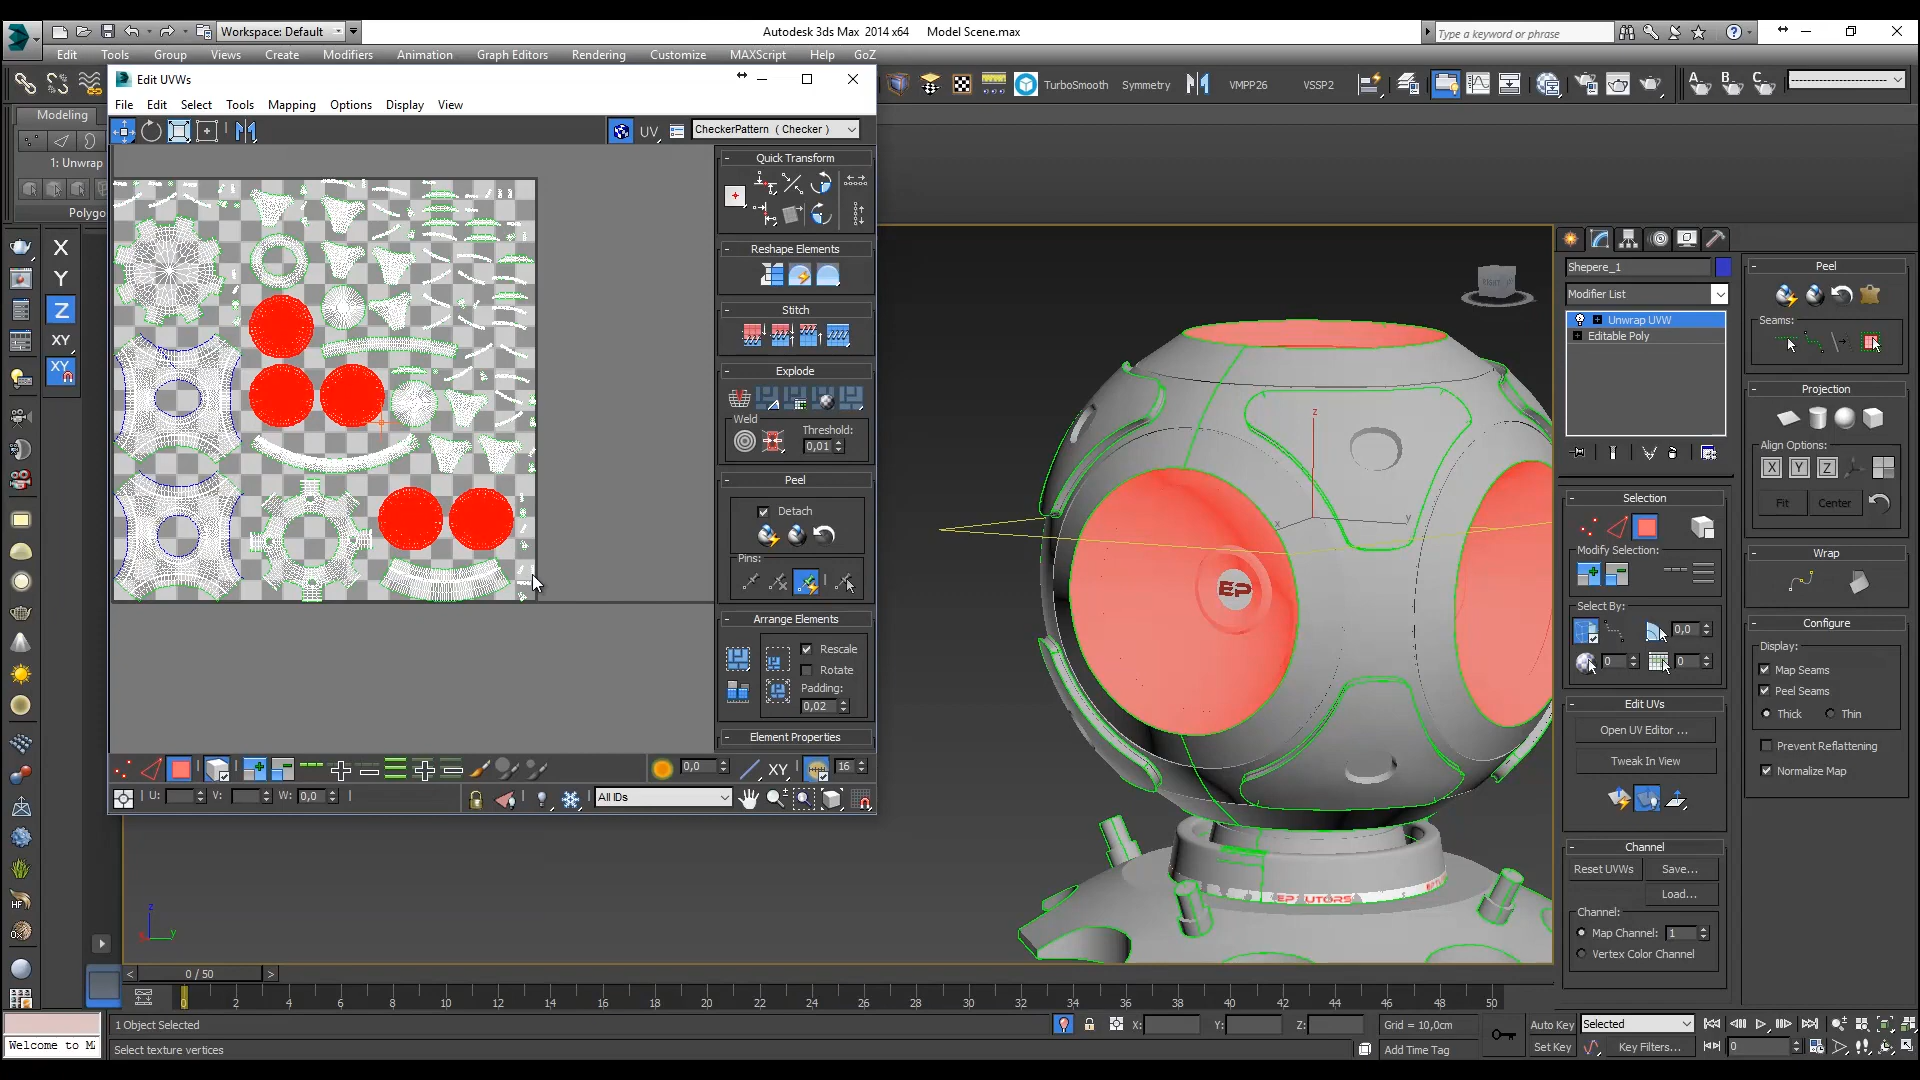 Workspace: Default
Autodesk 3ds Max 2014 x64 Model Scene.max
Type a keyword or phrase
Edit Tools Group Views Create Modifiers Animation Graph Editors Rendering Customize MAXScript Help GoZ
Edit UVWs
TurboSmooth Symmetry VMPP26 VSSP2
A B C
File Edit Select Tools Mapping Options Display View
Modeling
UV CheckerPattern ( Checker )
1: Unwrap
Polygo
X
Y
Z
XY
XY
Quick Transform
Reshape Elements
Stitch
Explode
Weld
Threshold:
0,01
Peel
Detach
Pins:
Arrange Elements
Rescale
Rotate
Padding:
0,02
Element Properties
0,0
XY
16
U: V: W: 0,0
All IDs
z
x
y
EP
EP UTORS
z
y
HF
Shepere_1
Modifier List
Unwrap UVW
Editable Poly
Selection
Modify Selection:
Select By:
0,0
0
0
Edit UVs
Open UV Editor ...
Tweak In View
Channel
Reset UVWs Save...
Load...
Channel:
Map Channel: 1
Vertex Color Channel
Peel
Seams:
Projection
Align Options:
X Y Z
Fit Center
Wrap
Configure
Display:
Map Seams
Peel Seams
Thick Thin
Prevent Reflattening
Normalize Map
< 0 / 50 >
0 2 4 6 8 10 12 14 16 18 20 22 24 26 28 30 32 34 36 38 40 42 44 46 48 50
1 Object Selected
X: Y: Z: Grid = 10,0cm
Auto Key Selected
Welcome to M
Select texture vertices
Add Time Tag
Set Key Key Filters...
0